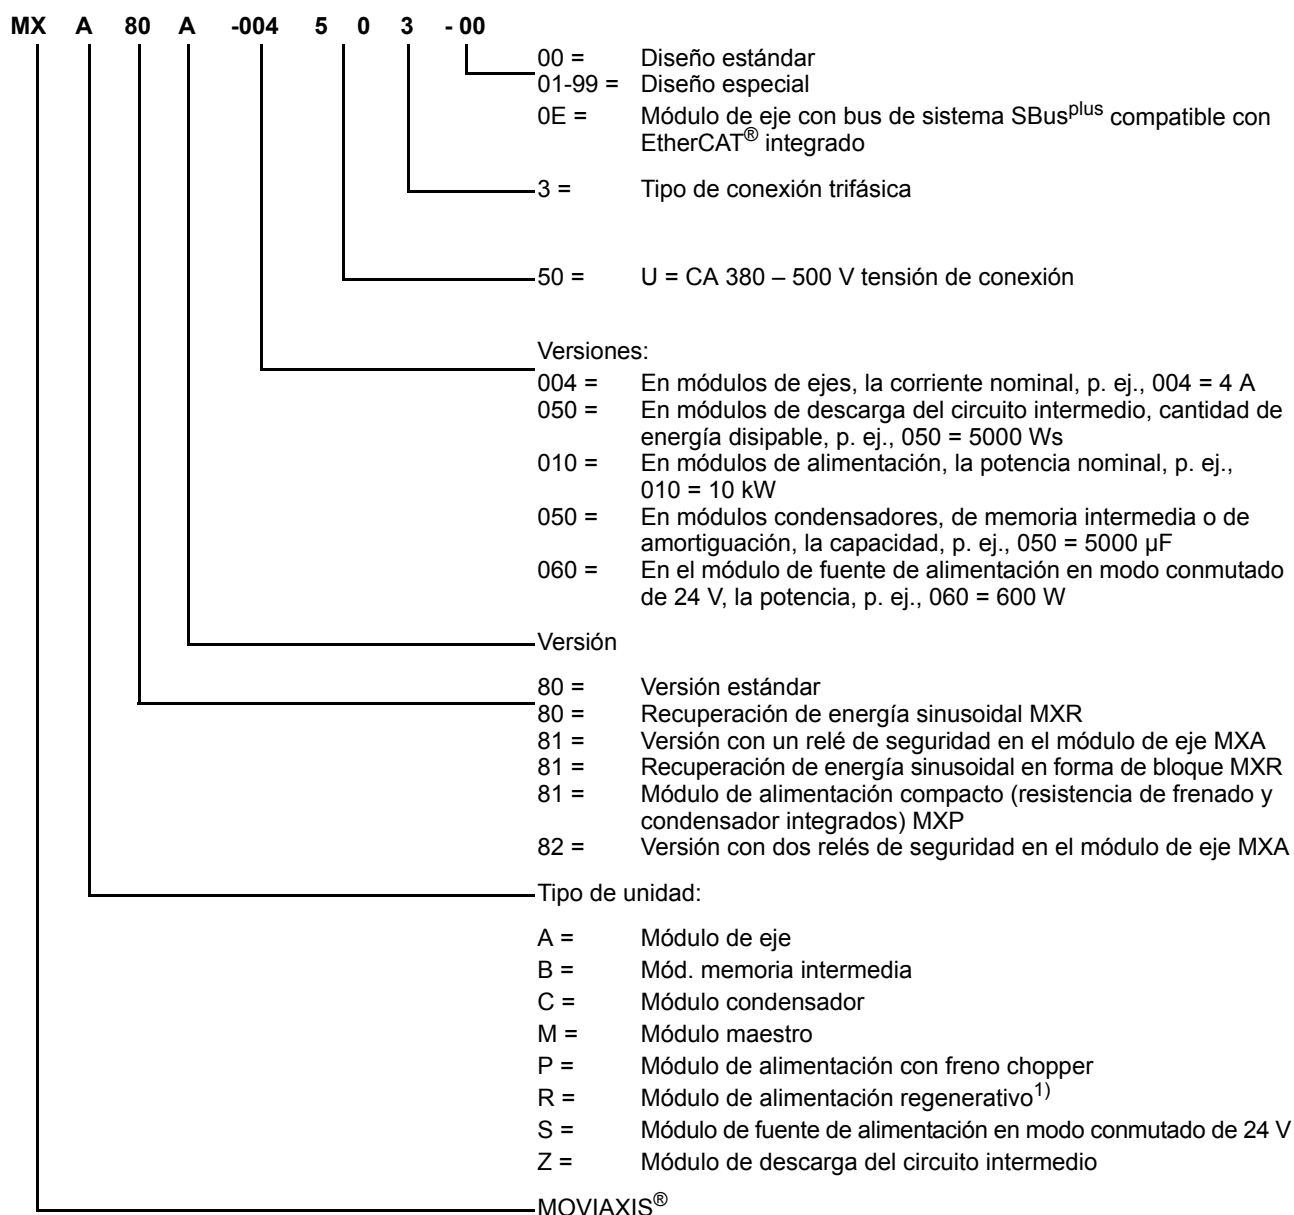 MX A 80 A -004 5 0 3 - 00
00 = Diseño estándar
01-99 = Diseño especial
0E = Módulo de eje con bus de sistema SBusplus compatible con
EtherCAT® integrado
3 = Tipo de conexión trifásica
50 = U = CA 380 – 500 V tensión de conexión
Versiones:
004 = En módulos de ejes, la corriente nominal, p. ej., 004 = 4 A
050 = En módulos de descarga del circuito intermedio, cantidad de
energía disipable, p. ej., 050 = 5000 Ws
010 = En módulos de alimentación, la potencia nominal, p. ej.,
010 = 10 kW
050 = En módulos condensadores, de memoria intermedia o de
amortiguación, la capacidad, p. ej., 050 = 5000 µF
060 = En el módulo de fuente de alimentación en modo conmutado
de 24 V, la potencia, p. ej., 060 = 600 W
Versión
80 = Versión estándar
80 = Recuperación de energía sinusoidal MXR
81 = Versión con un relé de seguridad en el módulo de eje MXA
81 = Recuperación de energía sinusoidal en forma de bloque MXR
81 = Módulo de alimentación compacto (resistencia de frenado y
condensador integrados) MXP
82 = Versión con dos relés de seguridad en el módulo de eje MXA
Tipo de unidad:
A = Módulo de eje
B = Mód. memoria intermedia
C = Módulo condensador
M = Módulo maestro
P = Módulo de alimentación con freno chopper
R = Módulo de alimentación regenerativo1)
S = Módulo de fuente de alimentación en modo conmutado de 24 V
Z = Módulo de descarga del circuito intermedio
MOVIAXIS®